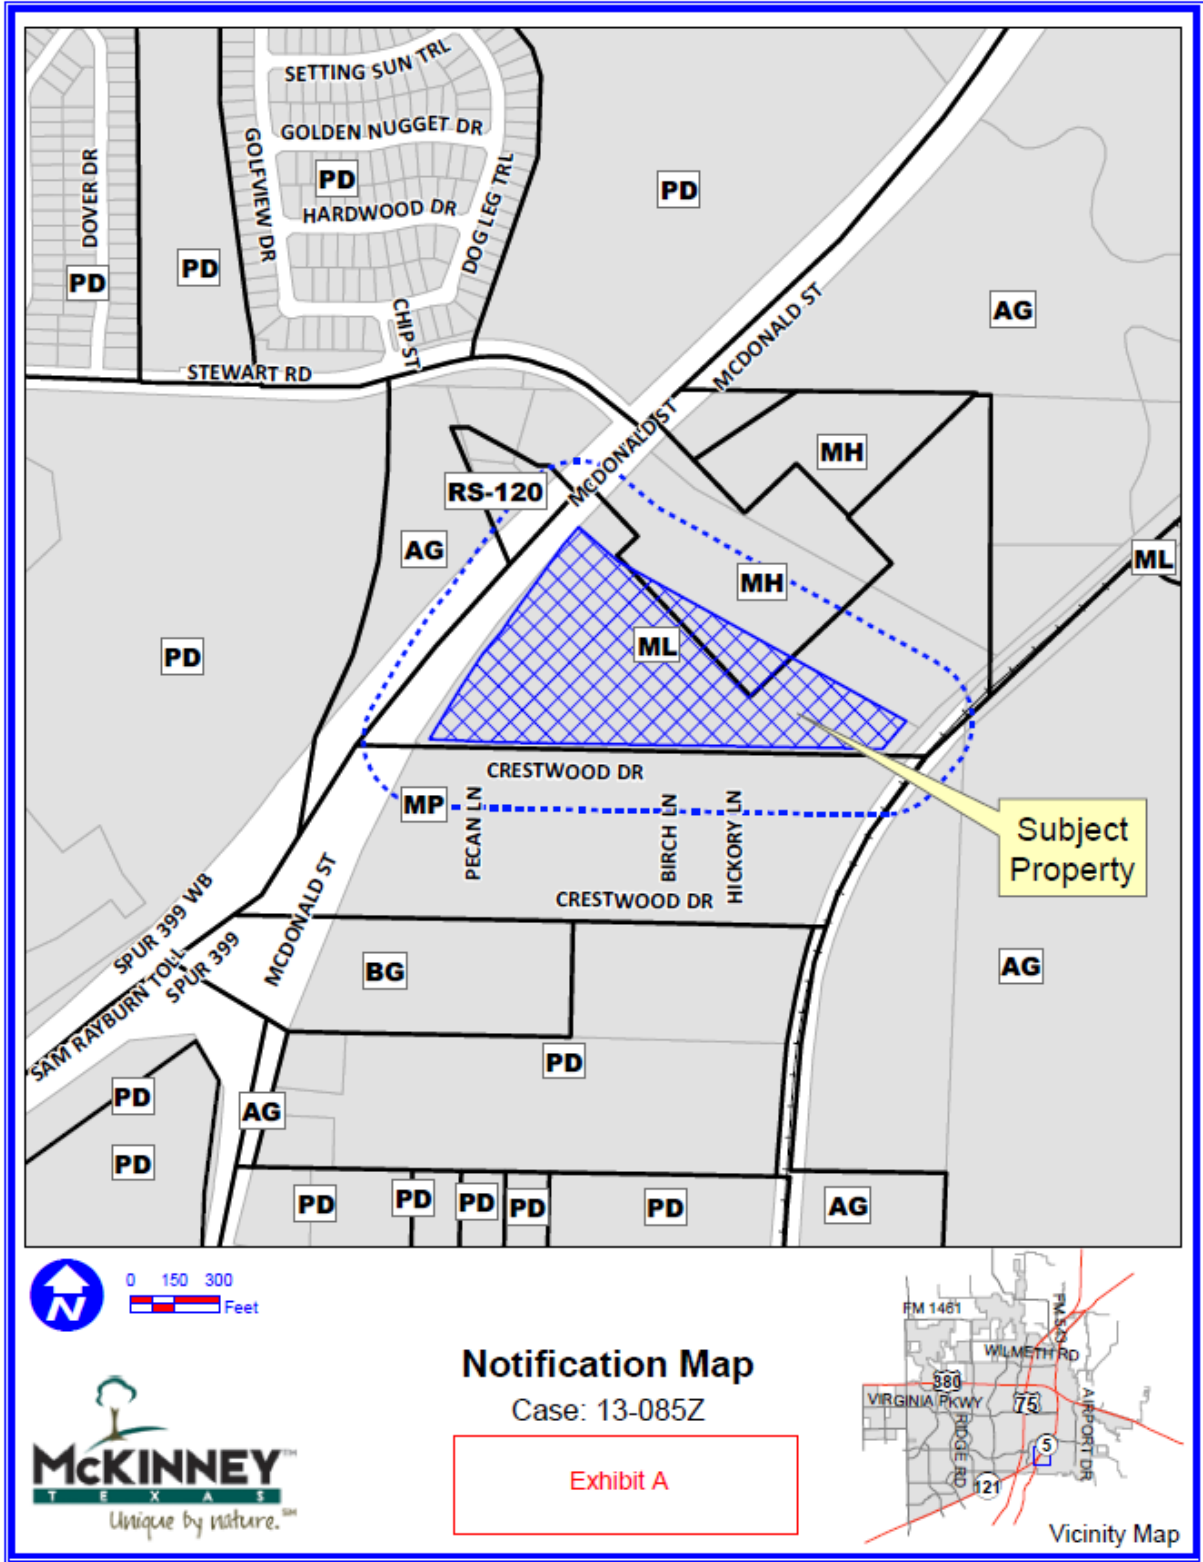 SETTING SUN TRL
GOLDEN NUGGET DR
GOLFVIEW DR
PD
HARDWOOD DR
DOG LEG TRL
DOVER DR
PD
PD
PD
CHIP ST
STEWART RD
MCDONALD ST
AG
MCDONALD ST
MH
RS-120
AG
MH
ML
ML
PD
CRESTWOOD DR
MP
PECAN LN
BIRCH LN
HICKORY LN
CRESTWOOD DR
Subject
Property
SPUR 399 WB
SAM RAYBURN TOLL
SPUR 399
MCDONALD ST
BG
AG
PD
PD
AG
PD
PD
PD
PD
PD
PD
AG
N
0 150 300
Feet
Notification Map
Case: 13-085Z
Exhibit A
McKINNEY™
TEXAS
Unique by nature.℠
FM 1461
FM 543
WILMETH RD
380
VIRGINIA PKWY
75
RIDGE RD
AIRPORT DR
5
121
Vicinity Map